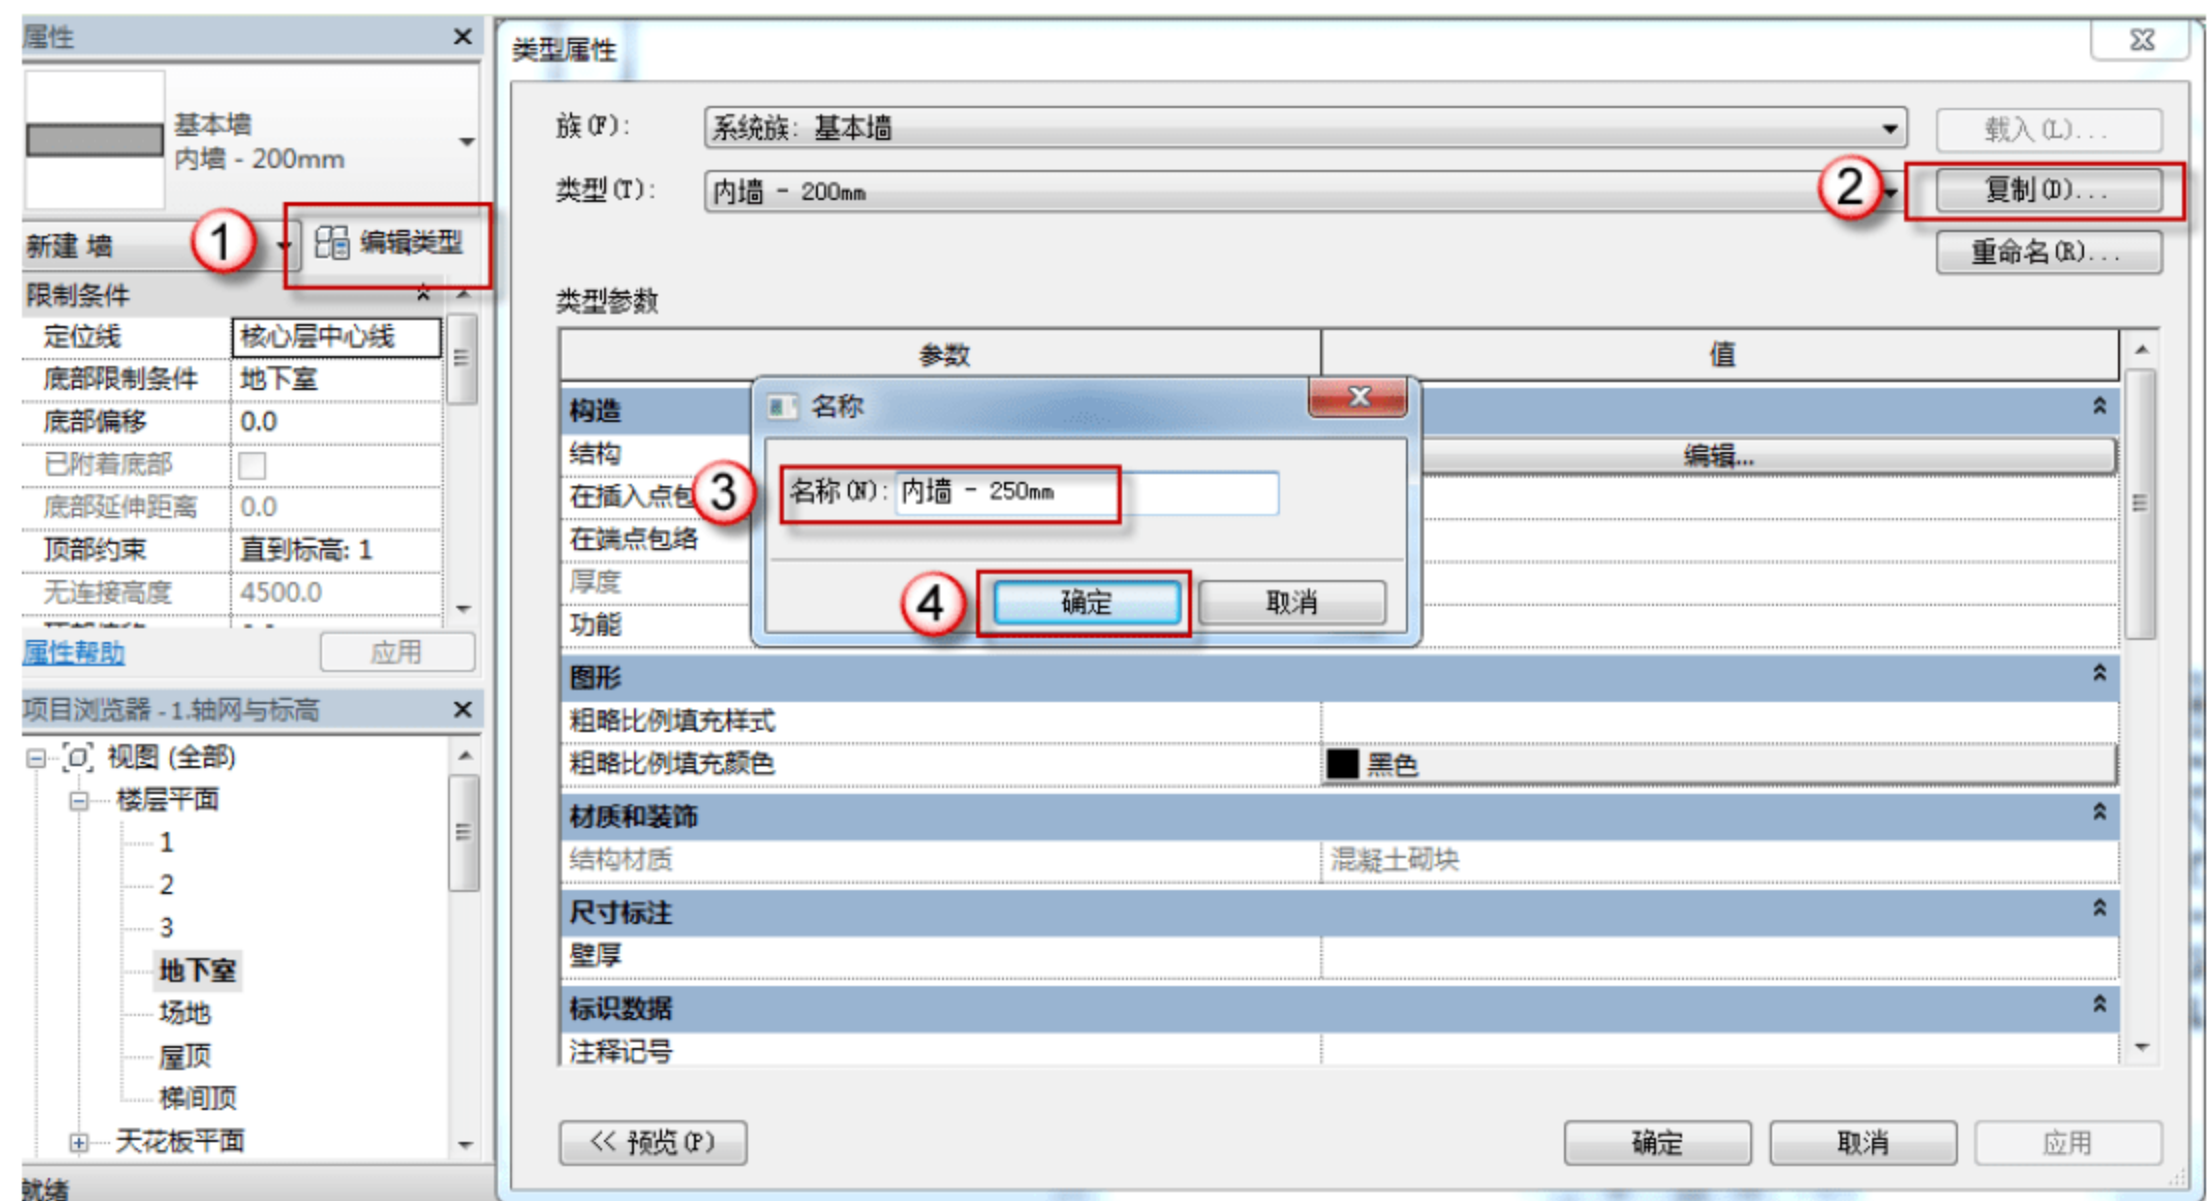 属性
基本墙
内墙 - 200mm
新建 墙
① 编辑类型
限制条件
定位线 核心层中心线
底部限制条件 地下室
底部偏移 0.0
已附着底部
底部延伸距离 0.0
顶部约束 直到标高: 1
无连接高度 4500.0
属性帮助 应用
项目浏览器 - 1.轴网与标高
视图 (全部)
楼层平面
1
2
3
地下室
场地
屋顶
梯间顶
天花板平面
就绪
类型属性
族(F): 系统族: 基本墙 载入(L)...
类型(T): 内墙 - 200mm ② 复制(D)...
重命名(R)...
类型参数
参数 值
构造
结构 编辑...
在插入点包
在端点包络
厚度
功能
名称
③ 名称(N): 内墙 - 250mm
④ 确定 取消
图形
粗略比例填充样式
粗略比例填充颜色 黑色
材质和装饰
结构材质 混凝土砌块
尺寸标注
壁厚
标识数据
注释记号
<< 预览(P) 确定 取消 应用